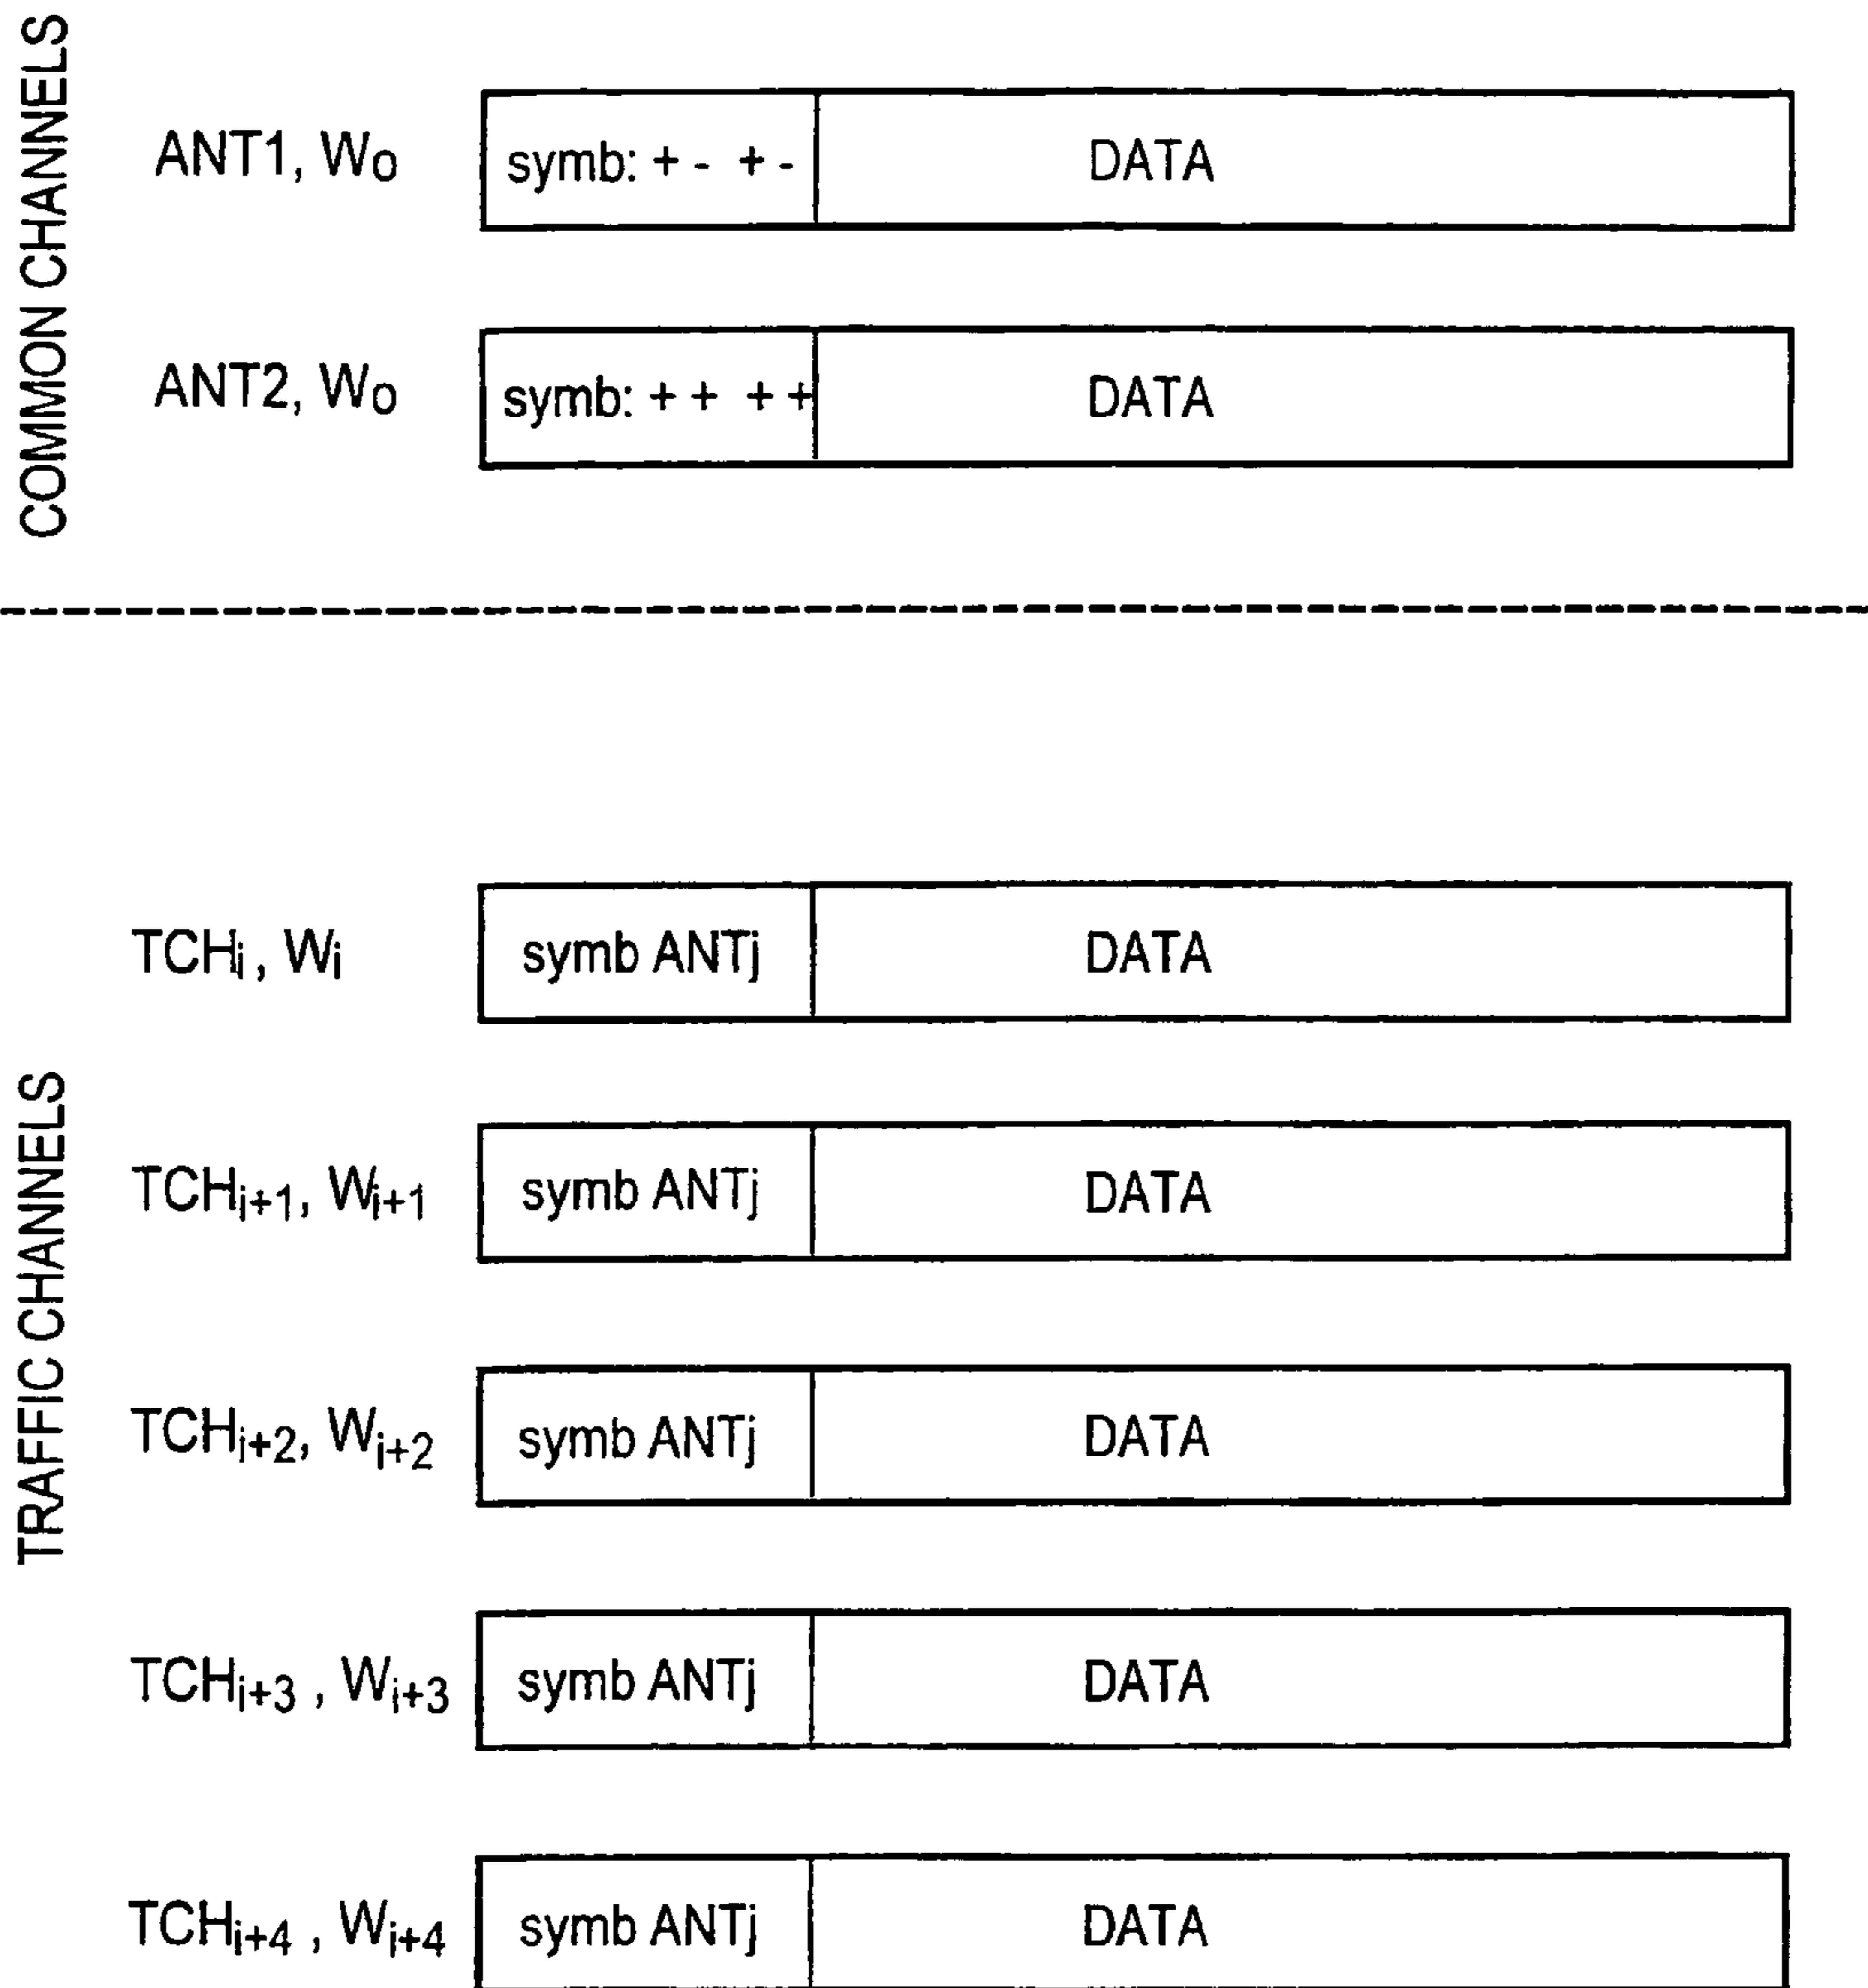 COMMON CHANNELS
ANT1, W0 symb: + - + - DATA
ANT2, W0 symb: + + + + DATA
TRAFFIC CHANNELS
TCHi, Wi symb ANTj DATA
TCHi+1, Wi+1 symb ANTj DATA
TCHi+2, Wi+2 symb ANTj DATA
TCHi+3 , Wi+3 symb ANTj DATA
TCHi+4 , Wi+4 symb ANTj DATA